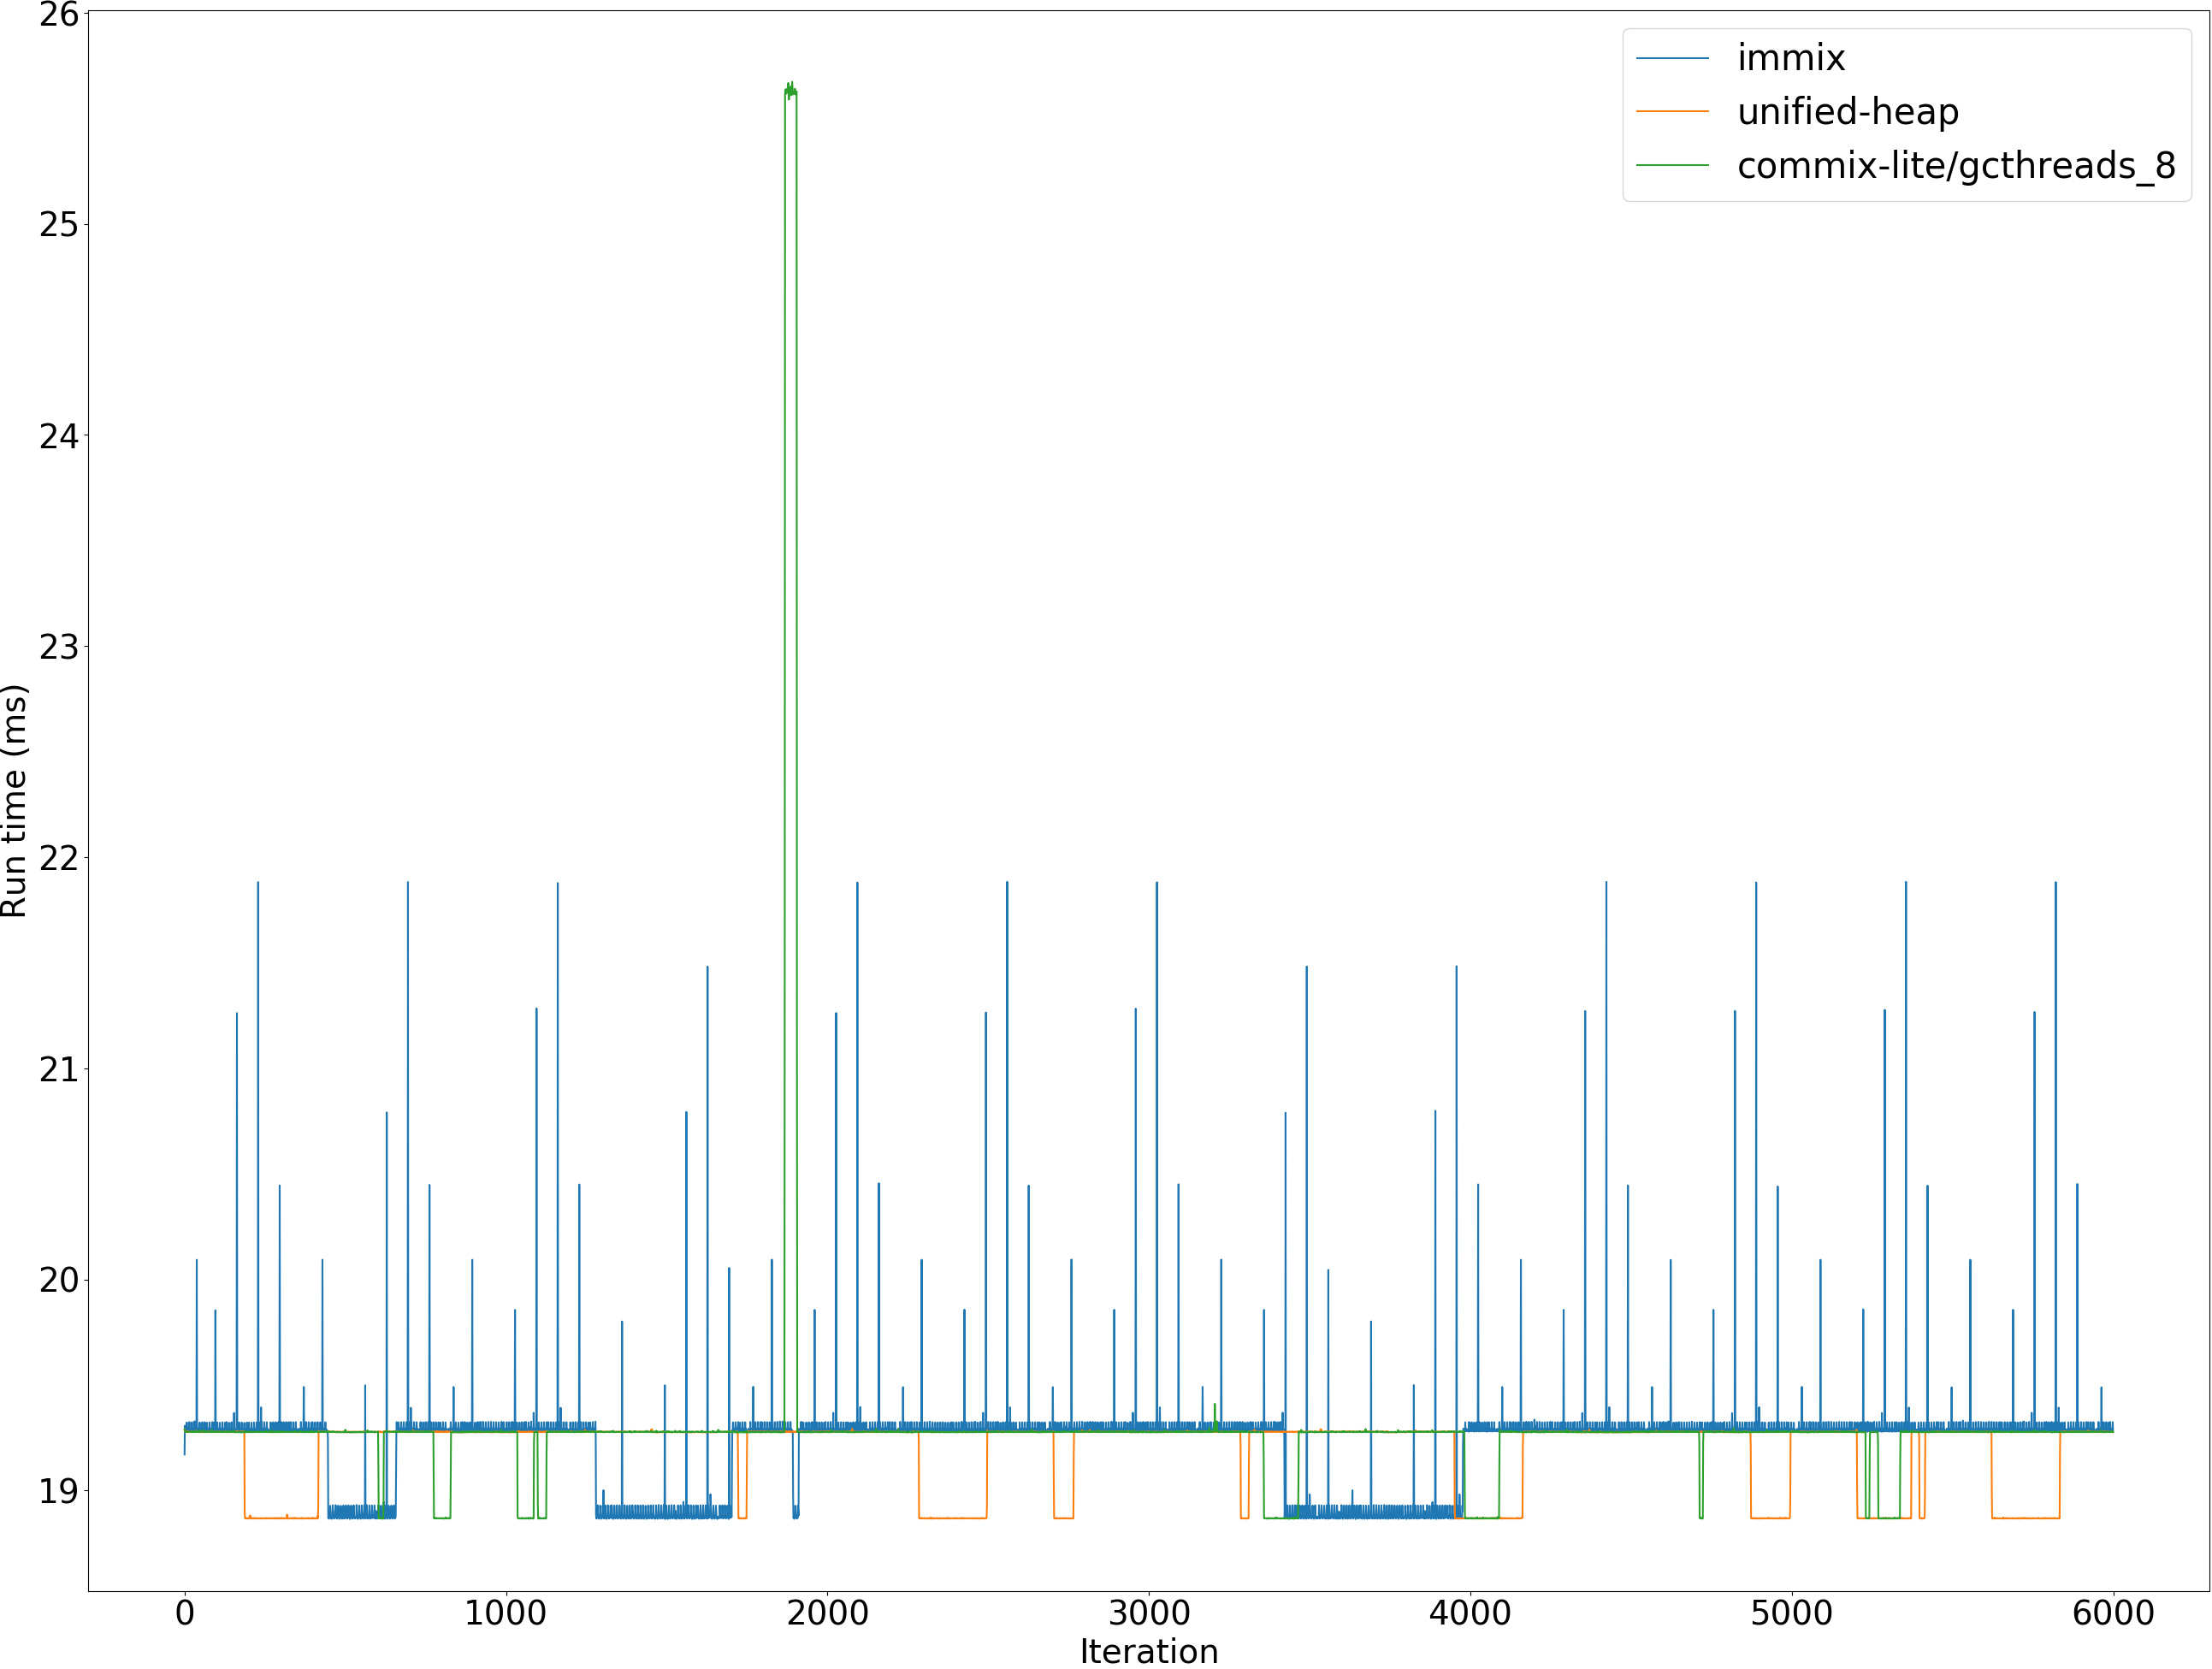 26
25
24
23
22
21
20
19
Run time (ms)
immix
unified-heap
commix-lite/gcthreads_8
0 1000 2000 3000 4000 5000 6000
Iteration